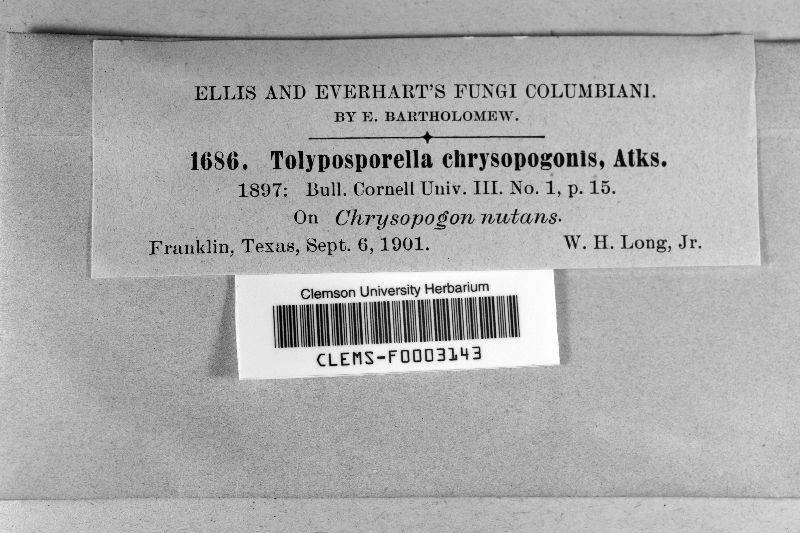 ELLIS AND EVERHART'S FUNGI COLUMBIANI.
BY E. BARTHOLOMEW.
1686. Tolyposporella chrysopogonis, Atks.
1897: Bull. Cornell Univ. III. No. 1, p. 15.
On Chrysopogon nutans.
Franklin, Texas, Sept. 6, 1901. W. H. Long, Jr.
Clemson University Herbarium
CLEMS-F0003143